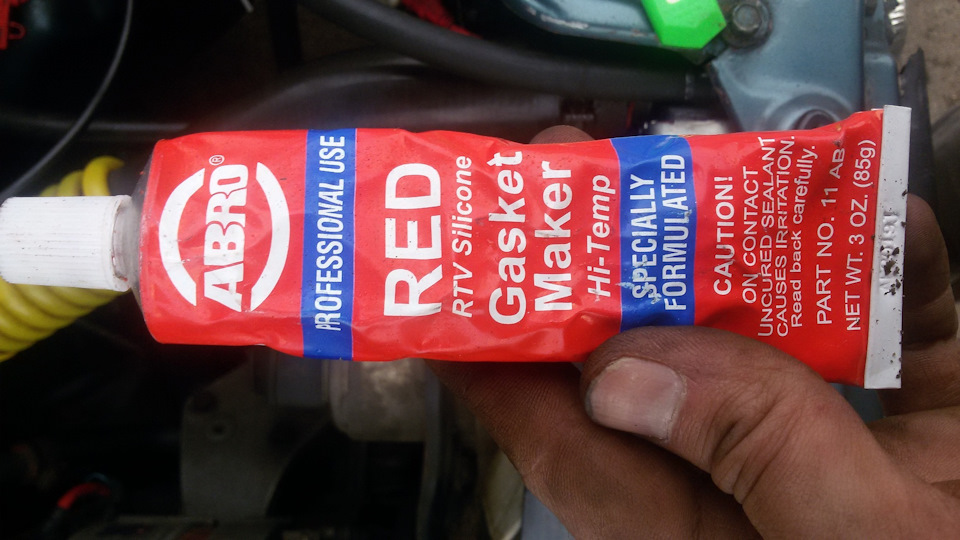 ABRO®
PROFESSIONAL USE
RED
RTV Silicone
Gasket
Maker
Hi-Temp
SPECIALLY
FORMULATED
CAUTION!
ON CONTACT
UNCURED SEALANT
CAUSES IRRITATION.
Read back carefully.
PART NO. 11 AB
NET WT. 3 OZ. (85g)